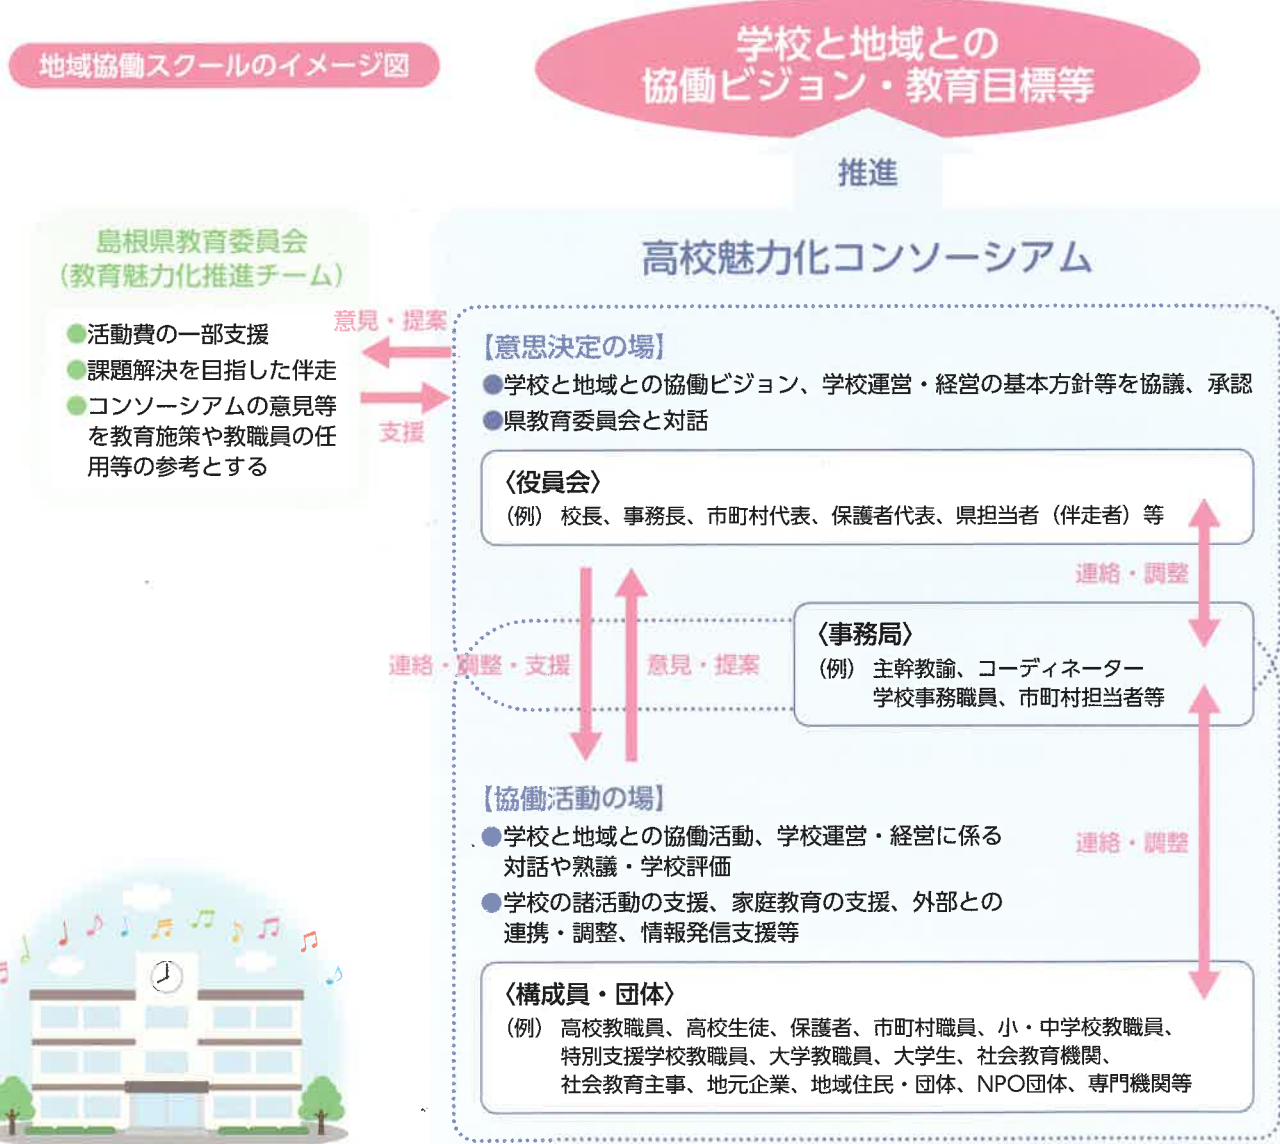 地域協働スクールのイメージ図
学校と地域との
協働ビジョン・教育目標等
推進
島根県教育委員会
(教育魅力化推進チーム)
●活動費の一部支援
●課題解決を目指した伴走
●コンソーシアムの意見等
を教育施策や教職員の任
用等の参考とする
意見・提案
支援
高校魅力化コンソーシアム
【意思決定の場】
●学校と地域との協働ビジョン、学校運営・経営の基本方針等を協議、承認
●県教育委員会と対話
〈役員会〉
(例) 校長、事務長、市町村代表、保護者代表、県担当者(伴走者)等
連絡・調整
〈事務局〉
(例) 主幹教諭、コーディネーター
学校事務職員、市町村担当者等
連絡・調整・支援
意見・提案
【協働活動の場】
●学校と地域との協働活動、学校運営・経営に係る
対話や熟議・学校評価
●学校の諸活動の支援、家庭教育の支援、外部との
連携・調整、情報発信支援等
連絡・調整
〈構成員・団体〉
(例) 高校教職員、高校生徒、保護者、市町村職員、小・中学校教職員、
特別支援学校教職員、大学教職員、大学生、社会教育機関、
社会教育主事、地元企業、地域住民・団体、NPO団体、専門機関等